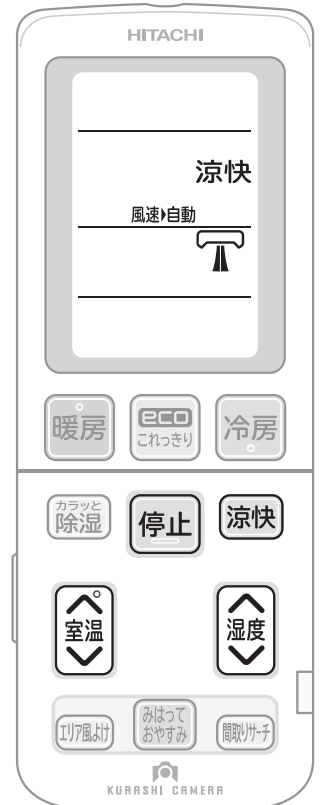 HITACHI
涼快
風速▶自動
暖房
eco
これっきり
冷房
カラッと
除湿
停止
涼快
室温
湿度
エリア風よけ
みはって
おやすみ
間取りサーチ
KURASHI CAMERA